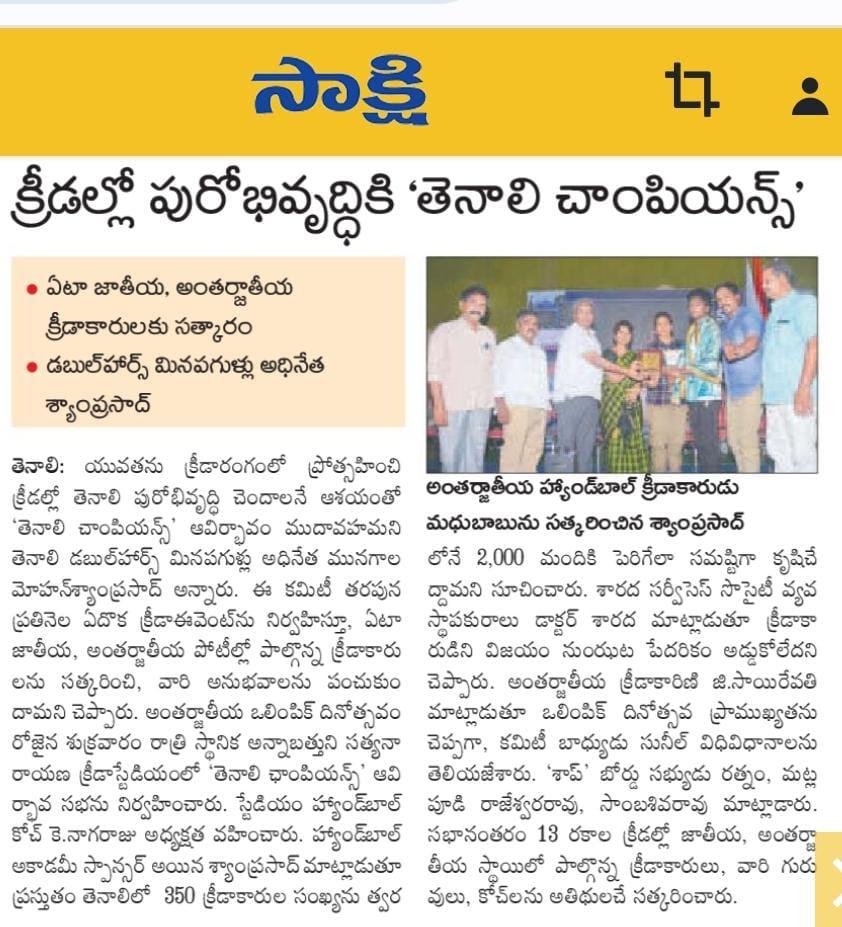 సాక్షి
క్రీడల్లో పురోభివృద్ధికి ‘తెనాలి చాంపియన్స్’
• ఏటా జాతీయ, అంతర్జాతీయ
క్రీడాకారులకు సత్కారం
• డబుల్‌హార్స్ మినపగుళ్లు అధినేత
శ్యాంప్రసాద్
తెనాలి: యువతను క్రీడారంగంలో ప్రోత్సహించి
క్రీడల్లో తెనాలి పురోభివృద్ధి చెందాలనే ఆశయంతో
‘తెనాలి చాంపియన్స్’ ఆవిర్భావం ముదావహమని
తెనాలి డబుల్‌హార్స్ మినపగుళ్లు అధినేత మునగాల
మోహన్‌శ్యాంప్రసాద్ అన్నారు. ఈ కమిటీ తరపున
ప్రతినెల ఏదొక క్రీడాఈవెంట్‌ను నిర్వహిస్తూ, ఏటా
జాతీయ, అంతర్జాతీయ పోటీల్లో పాల్గొన్న క్రీడాకారు
లను సత్కరించి, వారి అనుభవాలను పంచుకుం
దామని చెప్పారు. అంతర్జాతీయ ఒలింపిక్ దినోత్సవం
రోజైన శుక్రవారం రాత్రి స్థానిక అన్నాబత్తుని సత్యనా
రాయణ క్రీడాస్టేడియంలో ‘తెనాలి ఛాంపియన్స్’ ఆవి
ర్భావ సభను నిర్వహించారు. స్టేడియం హ్యాండ్‌బాల్
కోచ్ కె.నాగరాజు అధ్యక్షత వహించారు. హ్యాండ్‌బాల్
అకాడమీ స్పాన్సర్ అయిన శ్యాంప్రసాద్ మాట్లాడుతూ
ప్రస్తుతం తెనాలిలో 350 క్రీడాకారుల సంఖ్యను త్వర
అంతర్జాతీయ హ్యాండ్‌బాల్ క్రీడాకారుడు
మధుబాబును సత్కరించిన శ్యాంప్రసాద్
లోనే 2,000 మందికి పెరిగేలా సమష్టిగా కృషిచే
ద్దామని సూచించారు. శారద సర్వీసెస్ సొసైటీ వ్యవ
స్థాపకురాలు డాక్టర్ శారద మాట్లాడుతూ క్రీడాకా
రుడిని విజయం నుంఝట పేదరికం అడ్డుకోలేదని
చెప్పారు. అంతర్జాతీయ క్రీడాకారిణి జి.సాయిరేవతి
మాట్లాడుతూ ఒలింపిక్ దినోత్సవ ప్రాముఖ్యతను
చెప్పగా, కమిటీ బాధ్యుడు సునీల్ విధివిధానాలను
తెలియజేశారు. ‘శాప్’ బోర్డు సభ్యుడు రత్నం, మట్ల
పూడి రాజేశ్వరరావు, సాంబశివరావు మాట్లాడారు.
సభానంతరం 13 రకాల క్రీడల్లో జాతీయ, అంతర్జా
తీయ స్థాయిలో పాల్గొన్న క్రీడాకారులు, వారి గురు
వులు, కోచ్‌లను అతిథులచే సత్కరించారు.